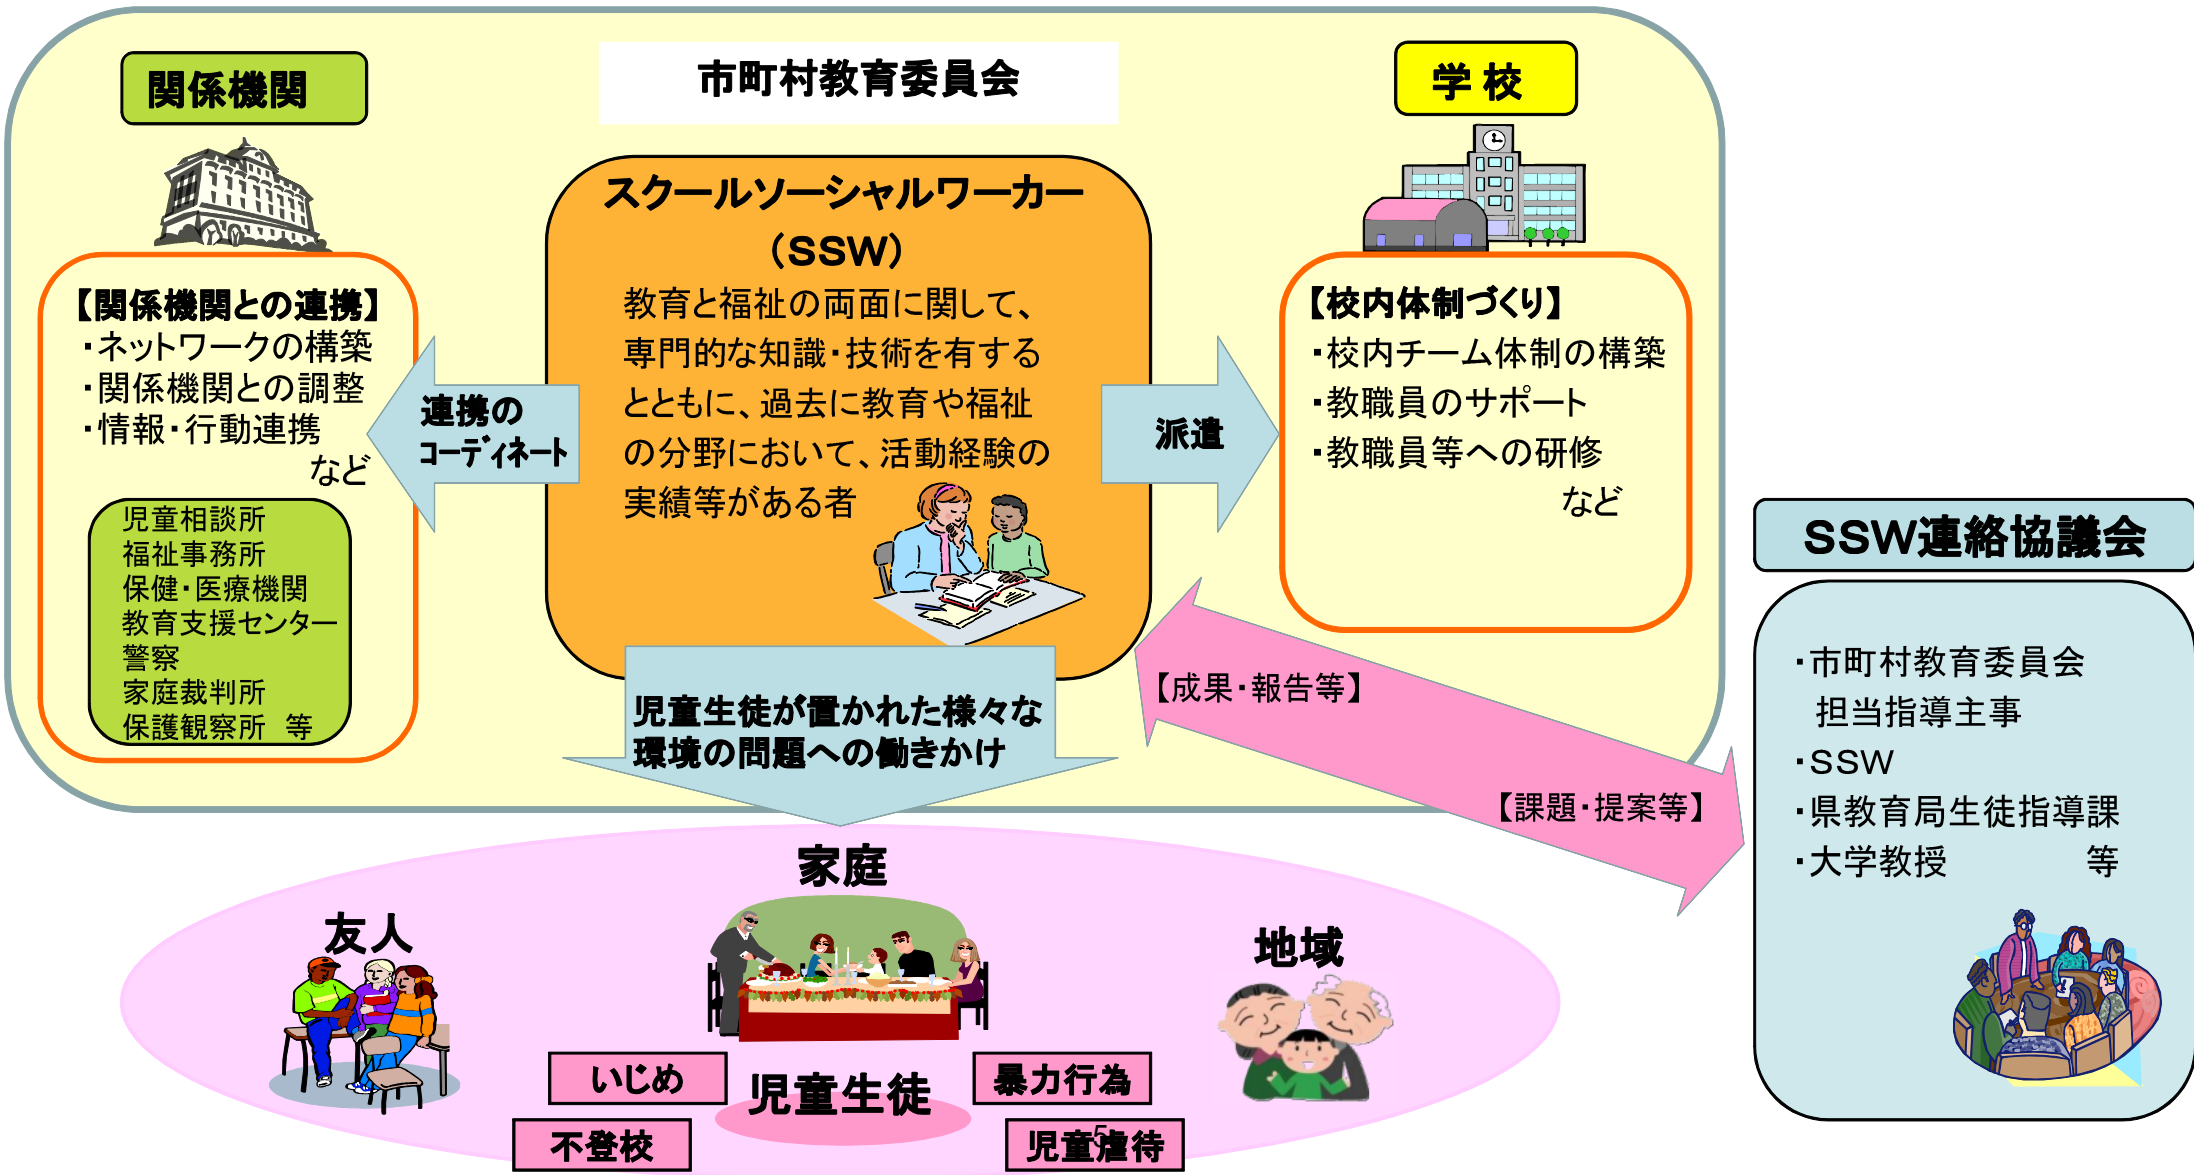 関係機関
市町村教育委員会
学 校
スクールソーシャルワーカー
（SSW）
教育と福祉の両面に関して、
専門的な知識・技術を有する
とともに、過去に教育や福祉
の分野において、活動経験の
実績等がある者
【関係機関との連携】
・ネットワークの構築
・関係機関との調整
・情報・行動連携
など
児童相談所
福祉事務所
保健・医療機関
教育支援センター
警察
家庭裁判所
保護観察所　等
連携の
コーディネート
派遣
【校内体制づくり】
・校内チーム体制の構築
・教職員のサポート
・教職員等への研修
など
児童生徒が置かれた様々な
環境の問題への働きかけ
【成果・報告等】
【課題・提案等】
SSW連絡協議会
・市町村教育委員会
担当指導主事
・SSW
・県教育局生徒指導課
・大学教授　　　　等
家庭
友人
地域
いじめ
児童生徒
暴力行為
不登校
児童虐待
5